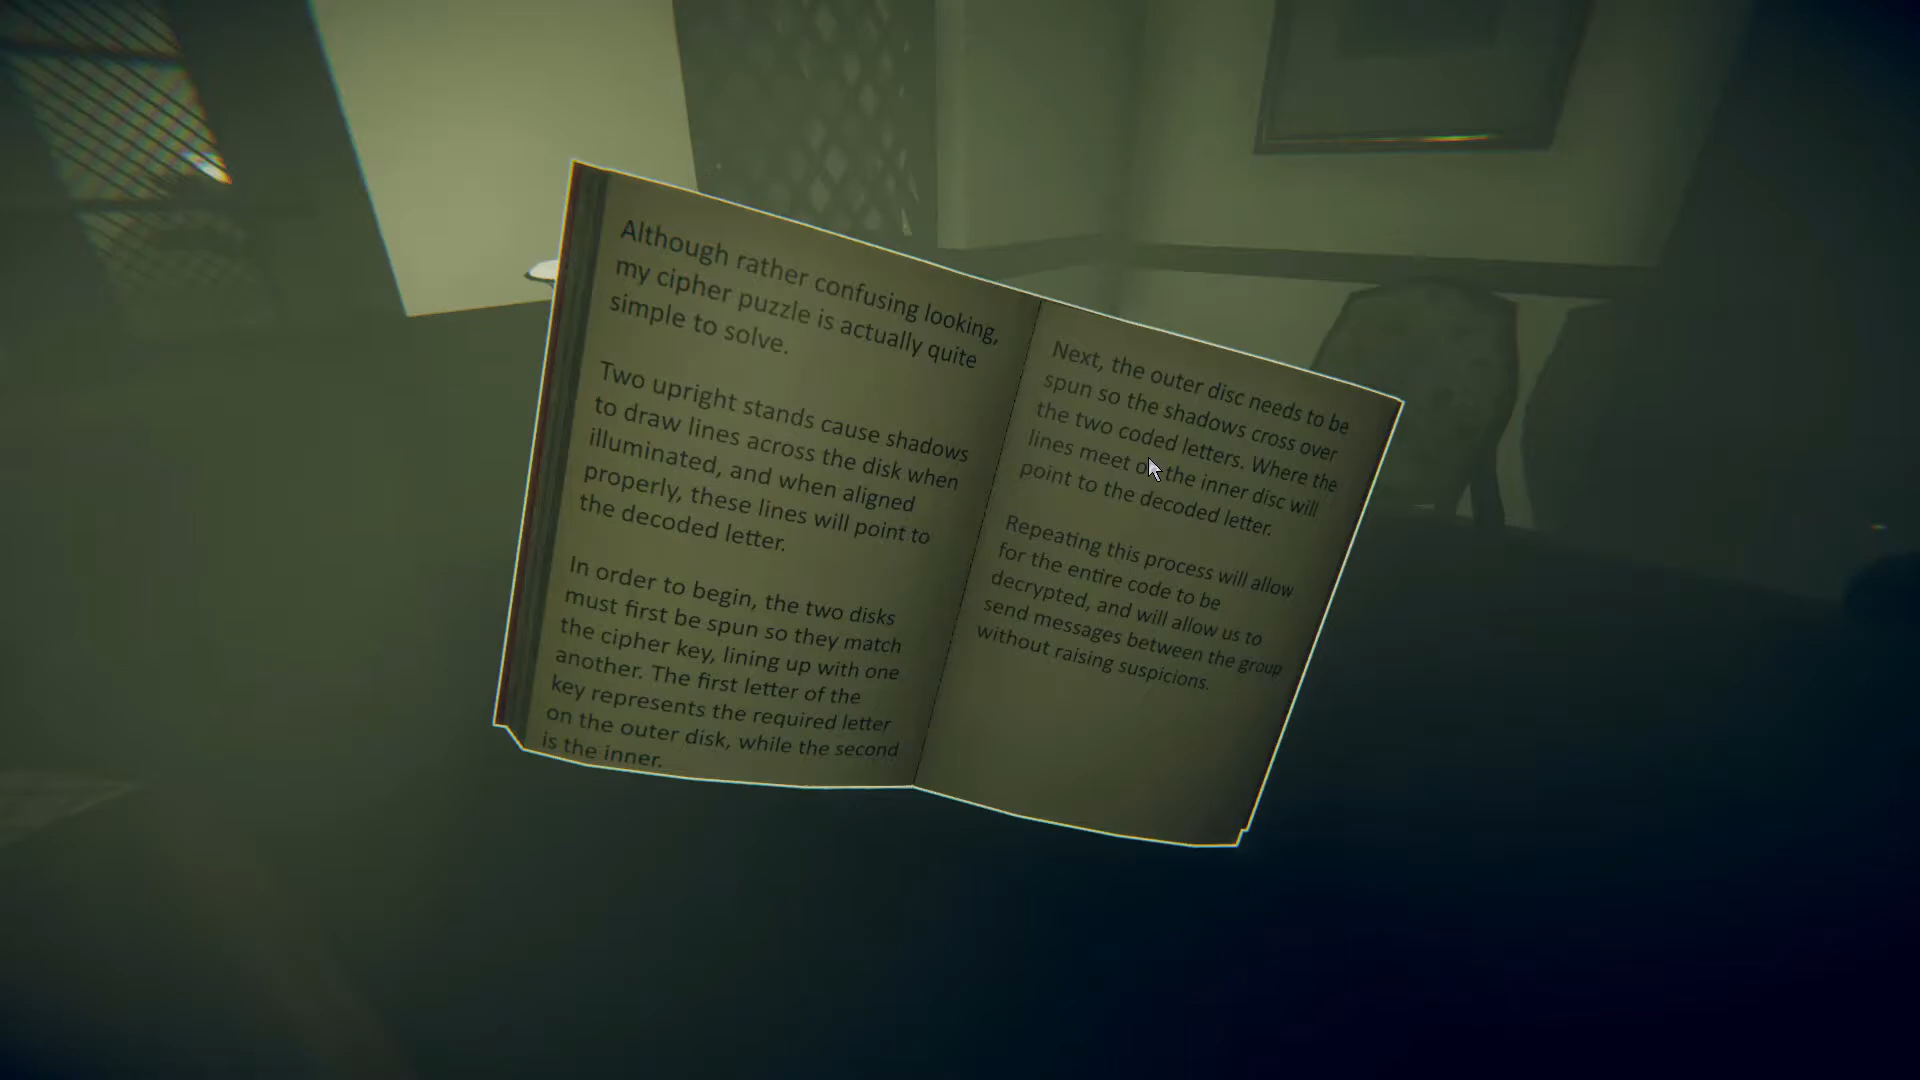 Although rather confusing looking,
my cipher puzzle is actually quite
simple to solve.
Two upright stands cause shadows
to draw lines across the disk when
illuminated, and when aligned
properly, these lines will point to
the decoded letter.
In order to begin, the two disks
must first be spun so they match
the cipher key, lining up with one
another. The first letter of the
key represents the required letter
on the outer disk, while the second
is the inner.
Next, the outer disc needs to be
spun so the shadows cross over
the two coded letters. Where the
lines meet on the inner disc will
point to the decoded letter.
Repeating this process will allow
for the entire code to be
decrypted, and will allow us to
send messages between the group
without raising suspicions.